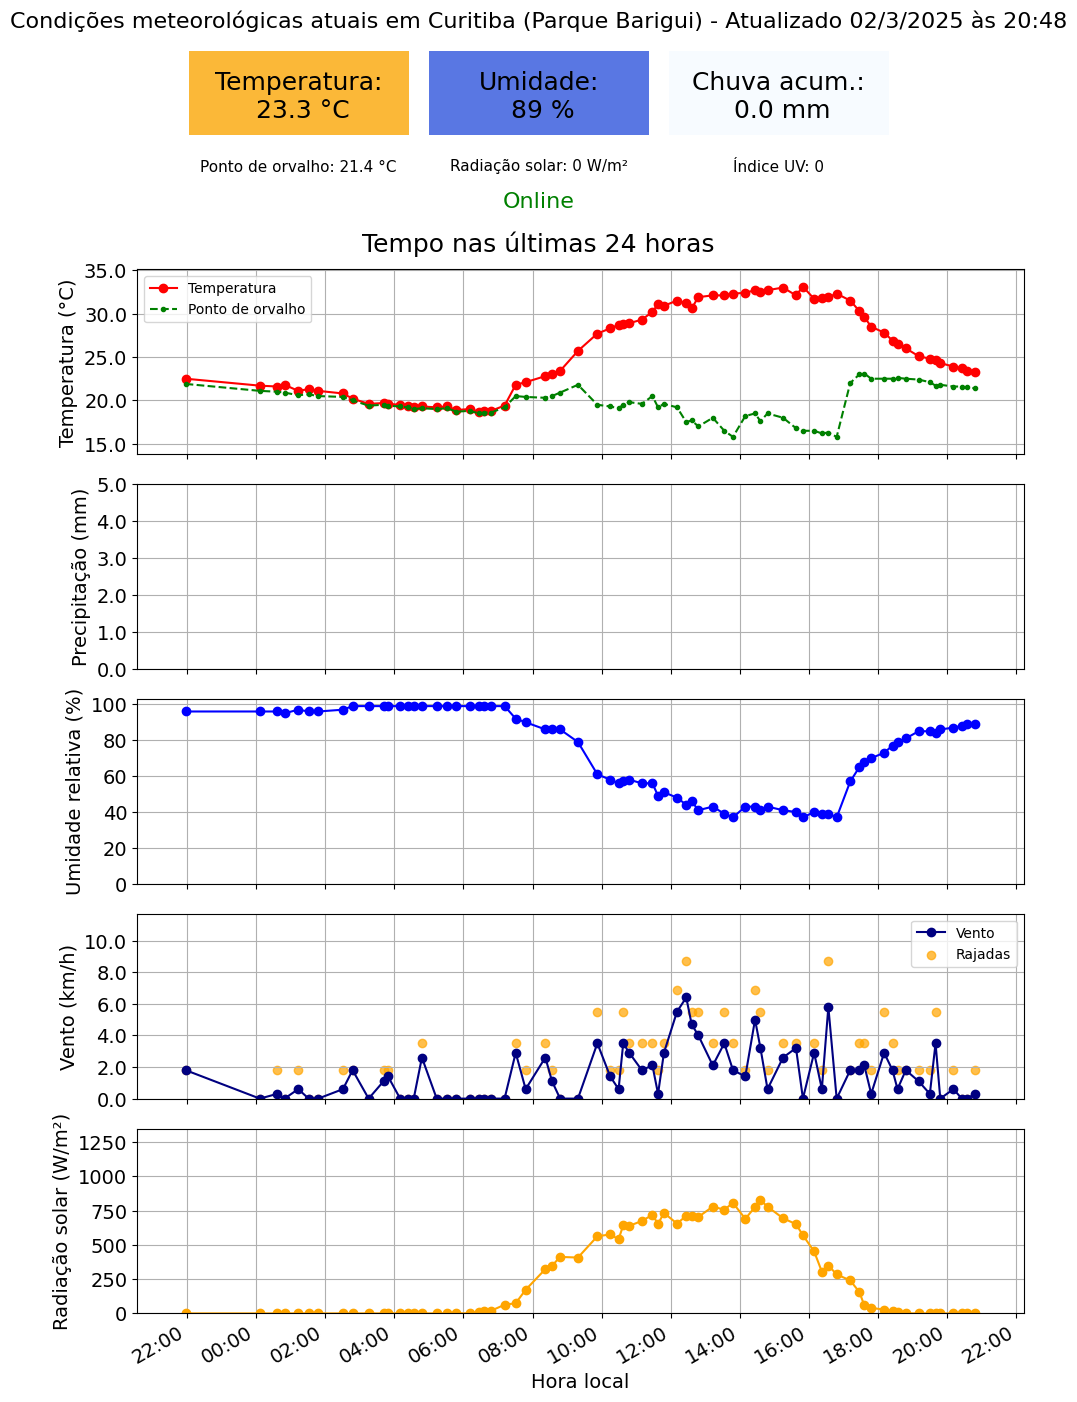 Condições meteorológicas atuais em Curitiba (Parque Barigui) - Atualizado 02/3/2025 às 20:48
Temperatura:
23.3 °C
Umidade:
89 %
Chuva acum.:
0.0 mm
Ponto de orvalho: 21.4 °C
Radiação solar: 0 W/m²
Índice UV: 0
Online
Tempo nas últimas 24 horas
Temperatura (°C)
35.0
30.0
25.0
20.0
15.0
Temperatura
Ponto de orvalho
Precipitação (mm)
5.0
4.0
3.0
2.0
1.0
0.0
Umidade relativa (%)
100
80
60
40
20
0
Vento (km/h)
10.0
8.0
6.0
4.0
2.0
0.0
Vento
Rajadas
Radiação solar (W/m²)
1250
1000
750
500
250
0
22:00 00:00 02:00 04:00 06:00 08:00 10:00 12:00 14:00 16:00 18:00 20:00 22:00
Hora local